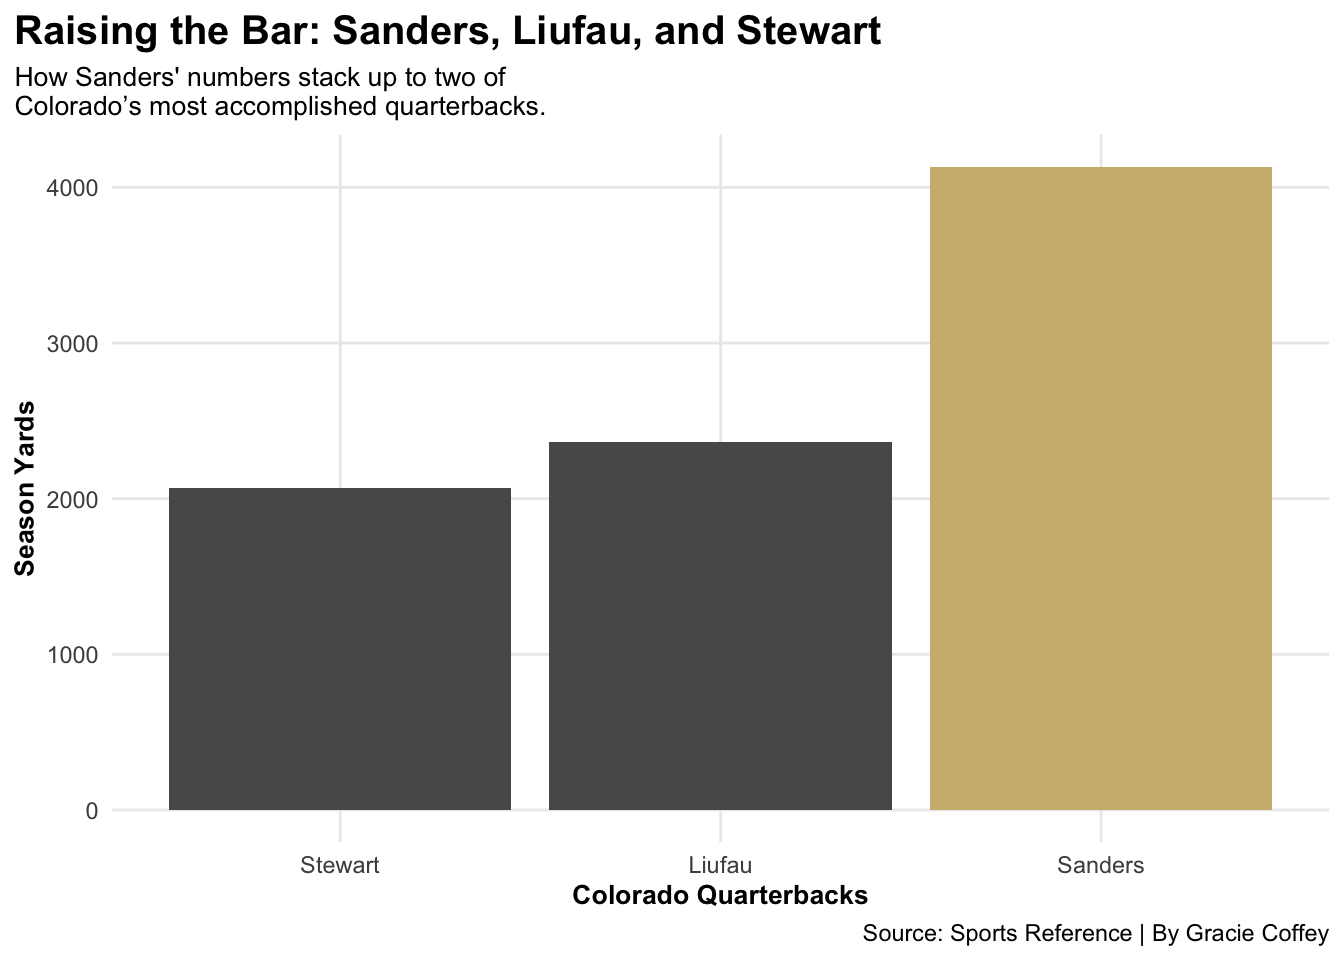 Raising the Bar: Sanders, Liufau, and Stewart
How Sanders' numbers stack up to two of
Colorado’s most accomplished quarterbacks.
Season Yards
4000
3000
2000
1000
0
Stewart
Liufau
Sanders
Colorado Quarterbacks
Source: Sports Reference | By Gracie Coffey